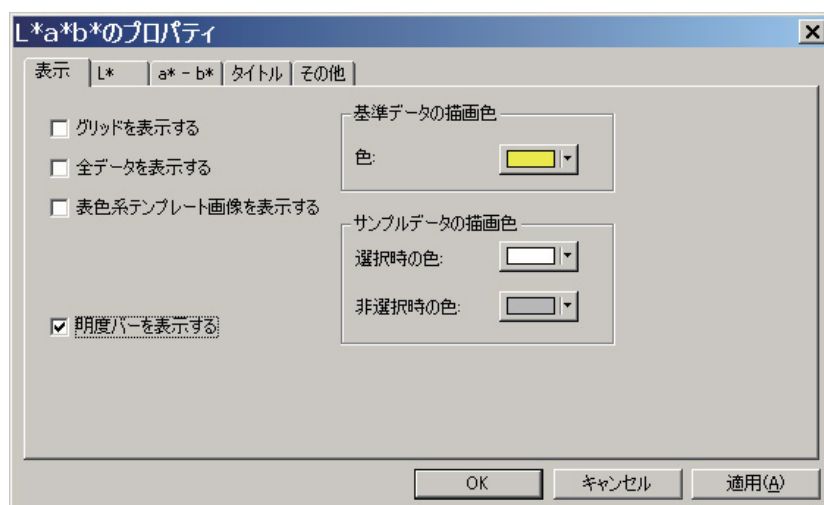 L*a*b*のプロパティ
表示 L* a* - b* タイトル その他
グリッドを表示する
全データを表示する
表色系テンプレート画像を表示する
明度バーを表示する
基準データの描画色
色:
サンプルデータの描画色
選択時の色:
非選択時の色:
OK キャンセル 適用(A)